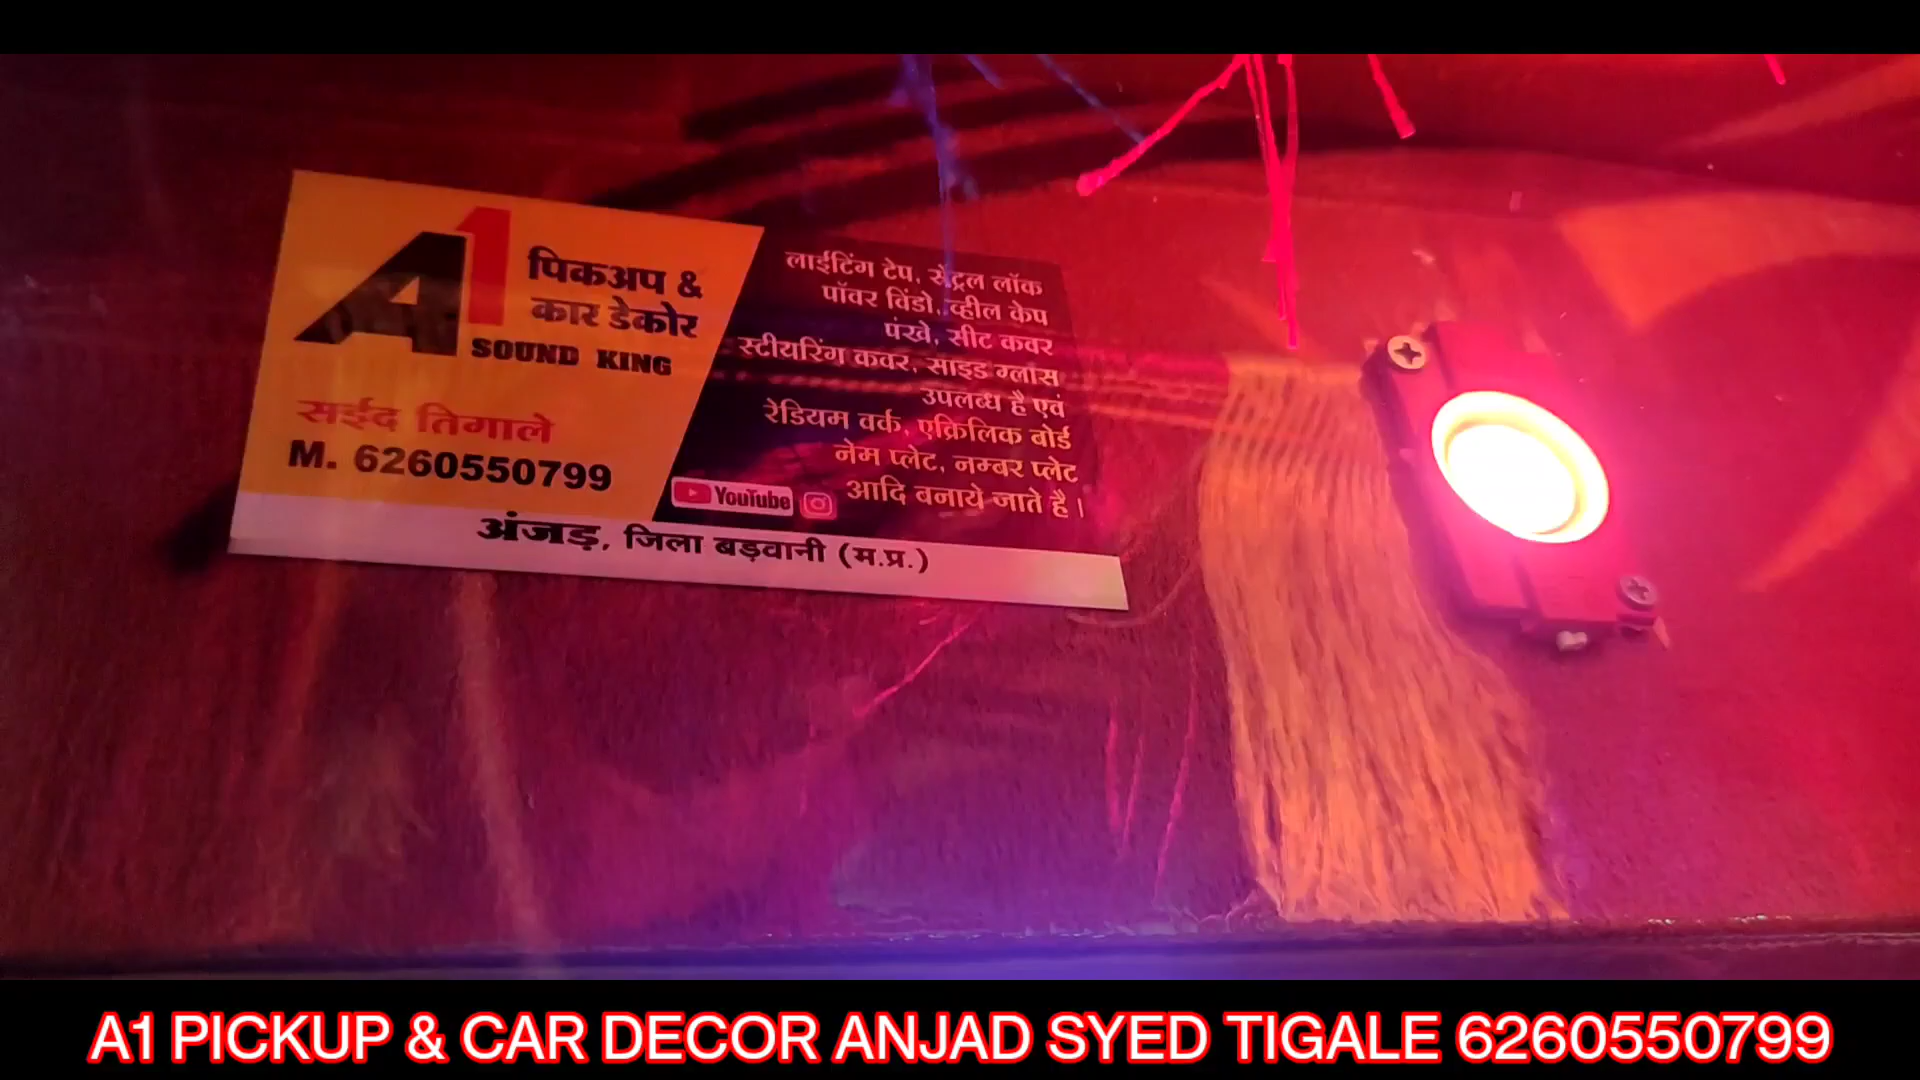 A1
पिकअप &
कार डेकोर
SOUND KING
सईद तिगाले
M. 6260550799
लाईटिंग टेप, सेंट्रल लॉक
पॉवर विंडो, व्हील केप
पंखे, सीट कवर
स्टीयरिंग कवर, साइड ग्लास
उपलब्ध है एवं
रेडियम वर्क, एक्रिलिक बोर्ड
नेम प्लेट, नम्बर प्लेट
आदि बनाये जाते है।
YouTube
अंजड़, जिला बड़वानी (म.प्र.)
A1 PICKUP & CAR DECOR ANJAD SYED TIGALE 6260550799